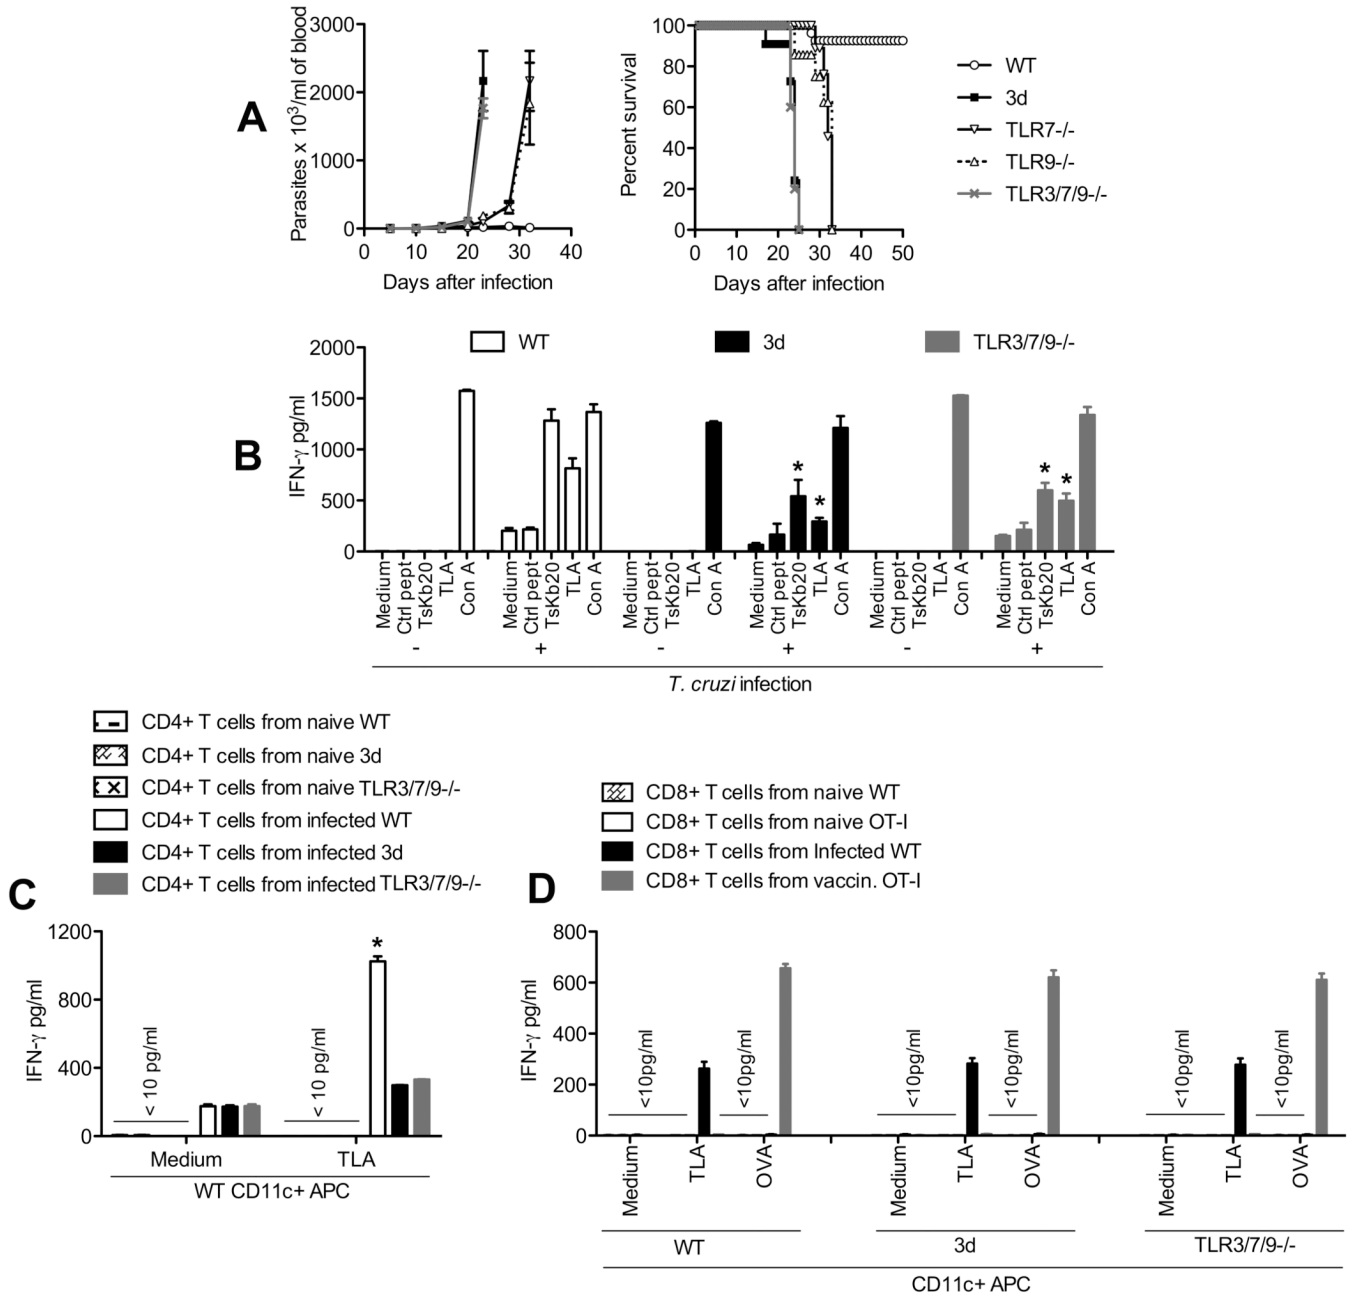 A
Parasites x 10³/ml of blood
3000
2000
1000
0
0 10 20 30 40
Days after infection
Percent survival
100
80
60
40
20
0
0 10 20 30 40 50
Days after infection
WT
3d
TLR7-/-
TLR9-/-
TLR3/7/9-/-
B
WT 3d TLR3/7/9-/-
IFN-γ pg/ml
2000
1500
1000
500
0
* * * *
Medium Ctrl pept TsKb20 TLA Con A Medium Ctrl pept TsKb20 TLA Con A Medium Ctrl pept TsKb20 TLA Con A Medium Ctrl pept TsKb20 TLA Con A Medium Ctrl pept TsKb20 TLA Con A Medium Ctrl pept TsKb20 TLA Con A
- + - + - +
T. cruzi infection
C
CD4+ T cells from naive WT
CD4+ T cells from naive 3d
CD4+ T cells from naive TLR3/7/9-/-
CD4+ T cells from infected WT
CD4+ T cells from infected 3d
CD4+ T cells from infected TLR3/7/9-/-
IFN-γ pg/ml
1200
800
400
0
< 10 pg/ml
< 10 pg/ml
*
Medium TLA
WT CD11c+ APC
D
CD8+ T cells from naive WT
CD8+ T cells from naive OT-I
CD8+ T cells from Infected WT
CD8+ T cells from vaccin. OT-I
IFN-γ pg/ml
800
600
400
200
0
<10pg/ml <10pg/ml <10pg/ml <10pg/ml <10pg/ml <10pg/ml
Medium TLA OVA Medium TLA OVA Medium TLA OVA
WT 3d TLR3/7/9-/-
CD11c+ APC